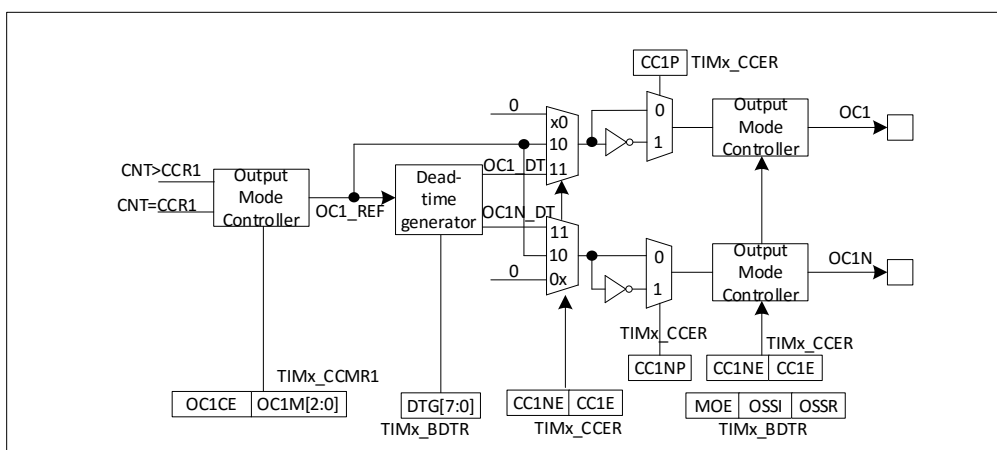 CC1P TIMx_CCER
0
x0
10
11
0
1
Output
Mode
Controller
OC1
CNT>CCR1
CNT=CCR1
Output
Mode
Controller
OC1_REF
Dead-
time
generator
OC1_DT
OC1N_DT
11
10
0x
0
0
1
Output
Mode
Controller
OC1N
TIMx_CCER
CC1NP
TIMx_CCER
CC1NE CC1E
MOE OSSI OSSR
TIMx_BDTR
TIMx_CCMR1
OC1CE OC1M[2:0]
DTG[7:0]
TIMx_BDTR
CC1NE CC1E
TIMx_CCER